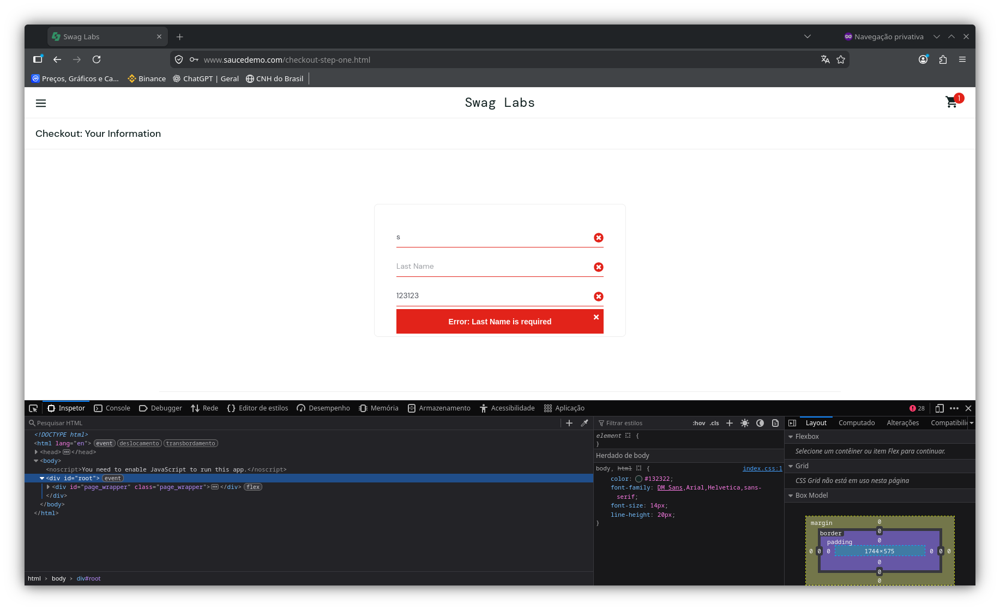 Swag Labs
Navegação privativa
www.saucedemo.com/checkout-step-one.html
Preços, Gráficos e Ca...
Binance
ChatGPT | Geral
CNH do Brasil
Swag Labs
1
Checkout: Your Information
s
Last Name
123123
Error: Last Name is required
Inspetor
Console
Debugger
Rede
Editor de estilos
Desempenho
Memória
Armazenamento
Acessibilidade
Aplicação
28
Pesquisar HTML
Filtrar estilos
:hov
.cls
Layout
Computado
Alterações
Compatibili
<!DOCTYPE html>
<html lang="en"> event deslocamento transbordamento
<head> ··· </head>
<body>
<noscript>You need to enable JavaScript to run this app.</noscript>
<div id="root"> event
<div id="page_wrapper" class="page_wrapper"> ··· </div> flex
</div>
</body>
</html>
html › body › div#root
element {
}
Herdado de body
body, html {
index.css:1
color: #132322;
font-family: DM Sans,Arial,Helvetica,sans-
serif;
font-size: 14px;
line-height: 20px;
}
Flexbox
Selecione um contêiner ou item Flex para continuar.
Grid
CSS Grid não está em uso nesta página
Box Model
margin
0
border
0
padding
0
0 0 0 1744×575 0 0 0
0
0
0